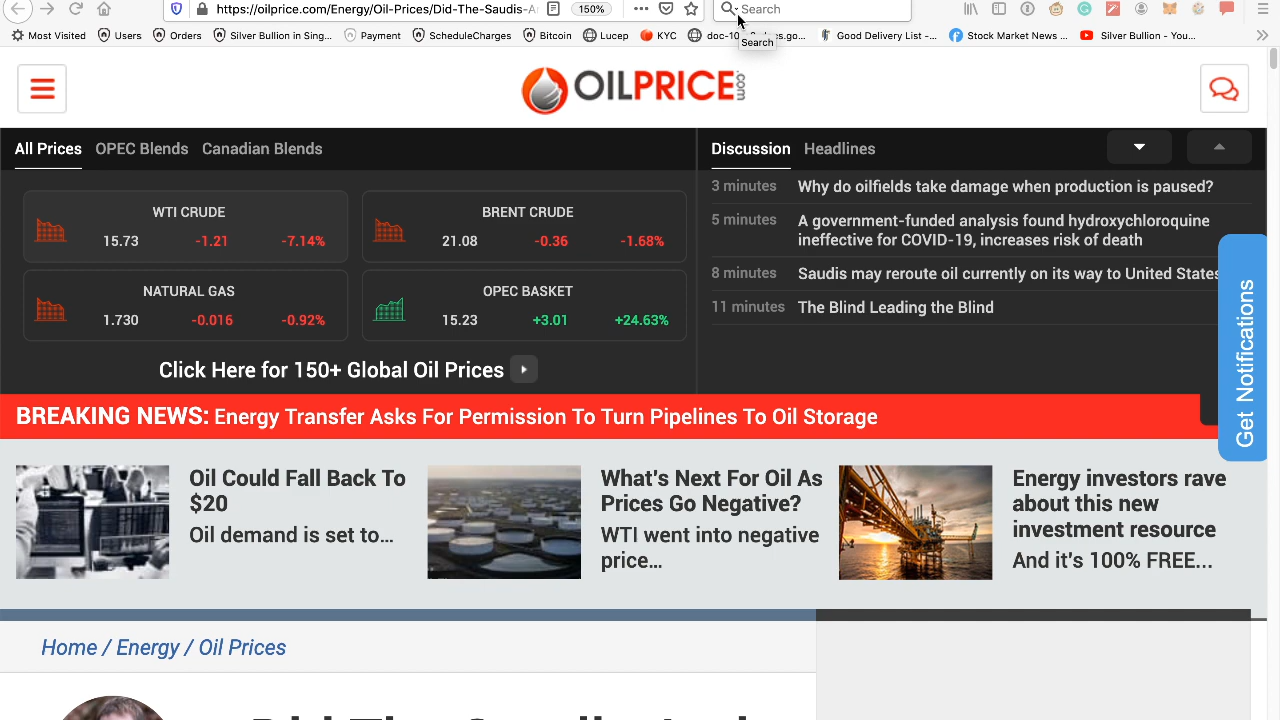 https://oilprice.com/Energy/Oil-Prices/Did-The-Saudis-A
150%
Search
Most Visited
Users
Orders
Silver Bullion in Sing...
Payment
ScheduleCharges
Bitcoin
Lucep
KYC
Good Delivery List -...
Stock Market News ...
Silver Bullion - You...
Search
OILPRICE.com
All Prices OPEC Blends Canadian Blends
WTI CRUDE
15.73 -1.21 -7.14%
BRENT CRUDE
21.08 -0.36 -1.68%
NATURAL GAS
1.730 -0.016 -0.92%
OPEC BASKET
15.23 +3.01 +24.63%
Click Here for 150+ Global Oil Prices
Discussion Headlines
3 minutes Why do oilfields take damage when production is paused?
5 minutes A government-funded analysis found hydroxychloroquine
ineffective for COVID-19, increases risk of death
8 minutes Saudis may reroute oil currently on its way to United States
11 minutes The Blind Leading the Blind
Get Notifications
BREAKING NEWS: Energy Transfer Asks For Permission To Turn Pipelines To Oil Storage
Oil Could Fall Back To
$20
Oil demand is set to...
What's Next For Oil As
Prices Go Negative?
WTI went into negative
price...
Energy investors rave
about this new
investment resource
And it's 100% FREE...
Home / Energy / Oil Prices